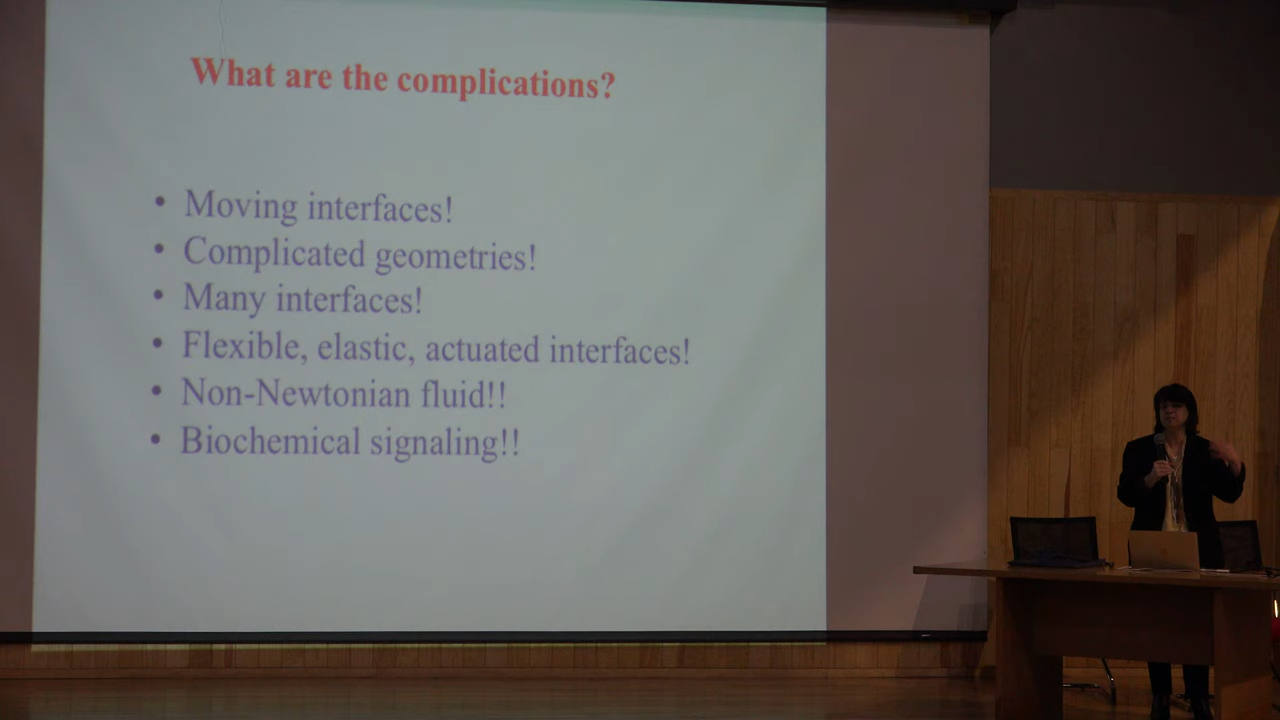 What are the complications?
• Moving interfaces!
• Complicated geometries!
• Many interfaces!
• Flexible, elastic, actuated interfaces!
• Non-Newtonian fluid!!
• Biochemical signaling!!